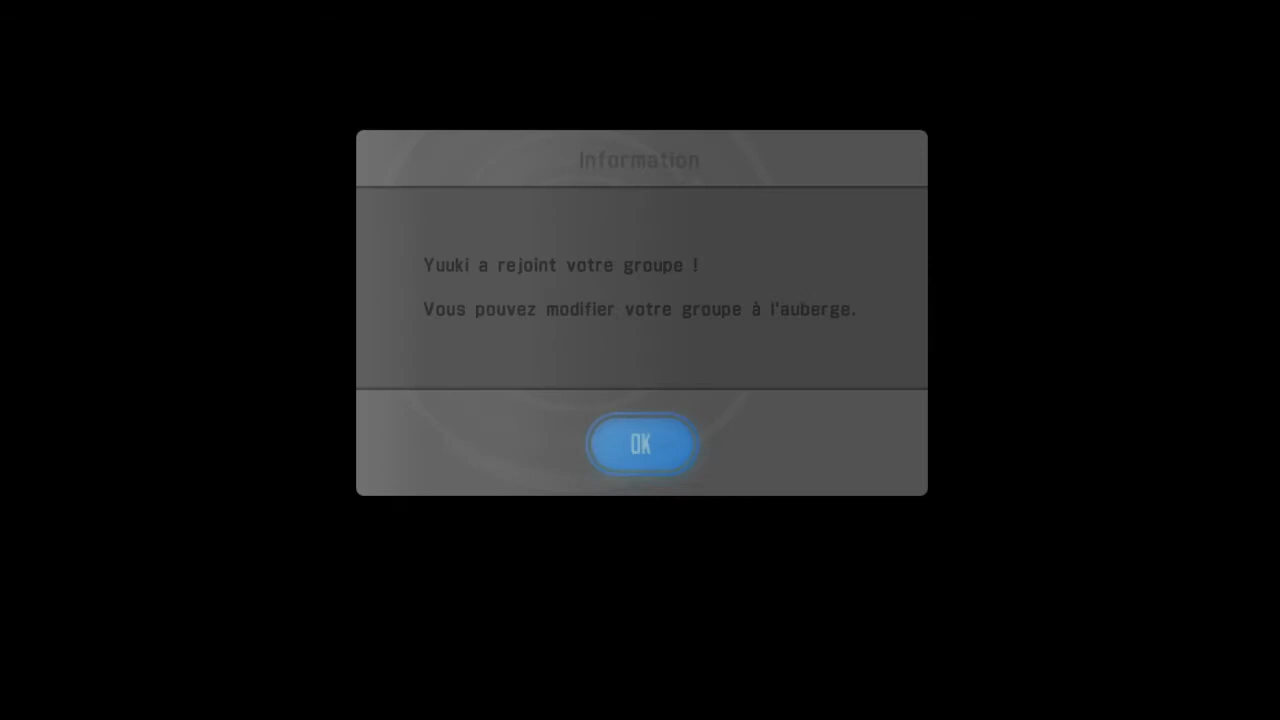 Information
Yuuki a rejoint votre groupe !
Vous pouvez modifier votre groupe à l'auberge.
OK